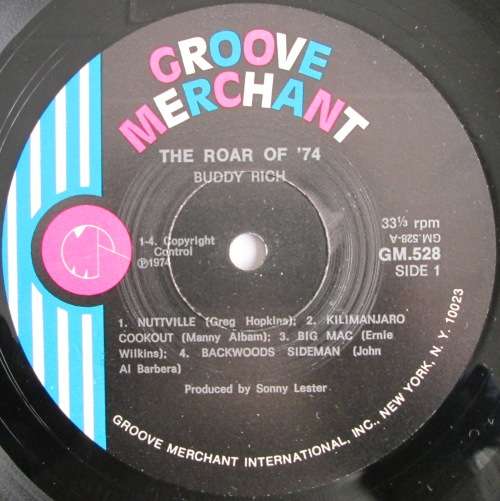 GROOVE
MERCHANT
THE ROAR OF '74
BUDDY RICH
1-4. Copyright
Control
℗1974
33⅓ rpm
GM.528-A
GM.528
SIDE 1
1. NUTTVILLE (Greg Hopkins); 2. KILIMANJARO
COOKOUT (Manny Albam); 3. BIG MAC (Ernie
Wilkins); 4. BACKWOODS SIDEMAN (John
Al Barbera)
Produced by Sonny Lester
GROOVE MERCHANT INTERNATIONAL, INC., NEW YORK, N. Y. 10023